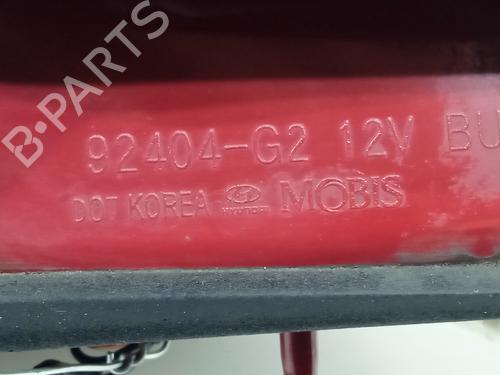 B-PARTS
92404-G2 12V BU
DOT KOREA HYUNDAI MOBIS